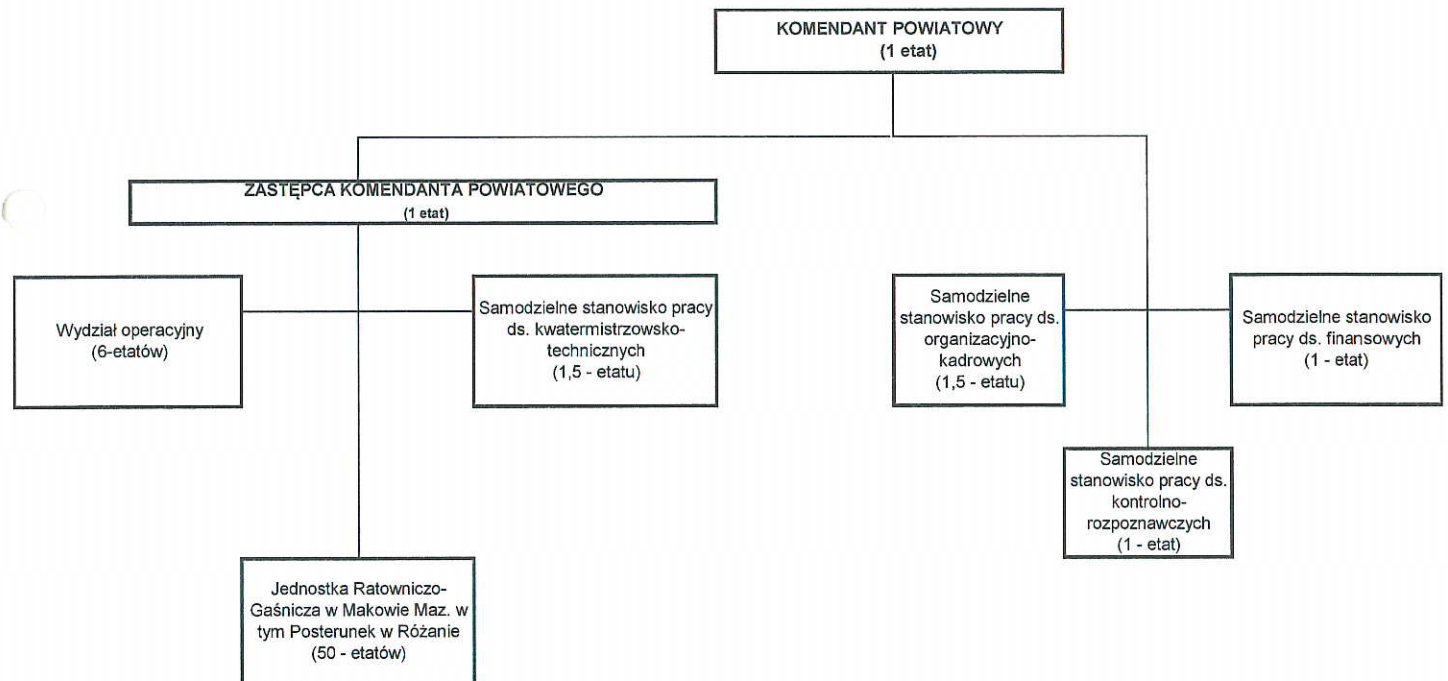 KOMENDANT POWIATOWY
(1 etat)
ZASTĘPCA KOMENDANTA POWIATOWEGO
(1 etat)
Wydział operacyjny
(6-etatów)
Samodzielne stanowisko pracy
ds. kwatermistrzowsko-
technicznych
(1,5 - etatu)
Samodzielne
stanowisko pracy ds.
organizacyjno-
kadrowych
(1,5 - etatu)
Samodzielne stanowisko
pracy ds. finansowych
(1 - etat)
Samodzielne
stanowisko pracy ds.
kontrolno-
rozpoznawczych
(1 - etat)
Jednostka Ratowniczo-
Gaśnicza w Makowie Maz. w
tym Posterunek w Różanie
(50 - etatów)